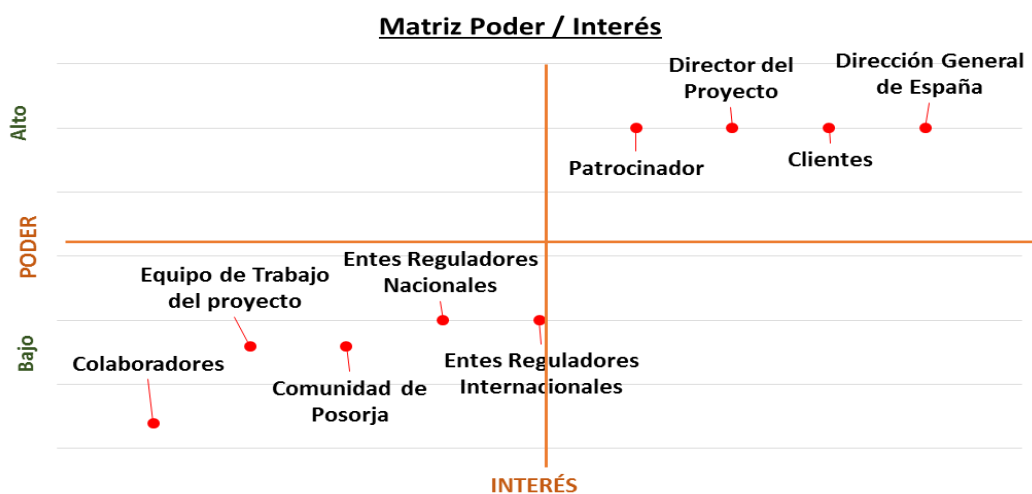 Matriz Poder / Interés
Alto
PODER
Bajo
Director del
Proyecto
Dirección General
de España
Patrocinador
Clientes
Entes Reguladores
Nacionales
Equipo de Trabajo
del proyecto
Colaboradores
Comunidad de
Posorja
Entes Reguladores
Internacionales
INTERÉS